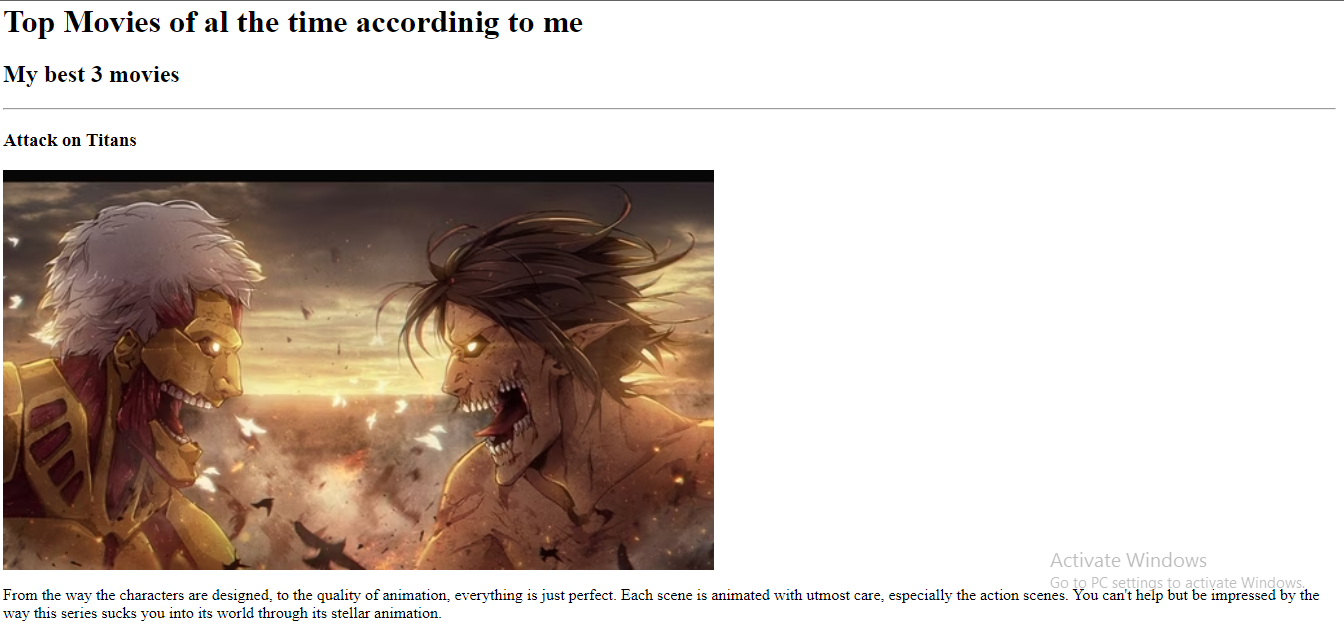 Top Movies of al the time accordinig to me
My best 3 movies
Attack on Titans
Activate Windows
Go to PC settings to activate Windows.
From the way the characters are designed, to the quality of animation, everything is just perfect. Each scene is animated with utmost care, especially the action scenes. You can't help but be impressed by the
way this series sucks you into its world through its stellar animation.